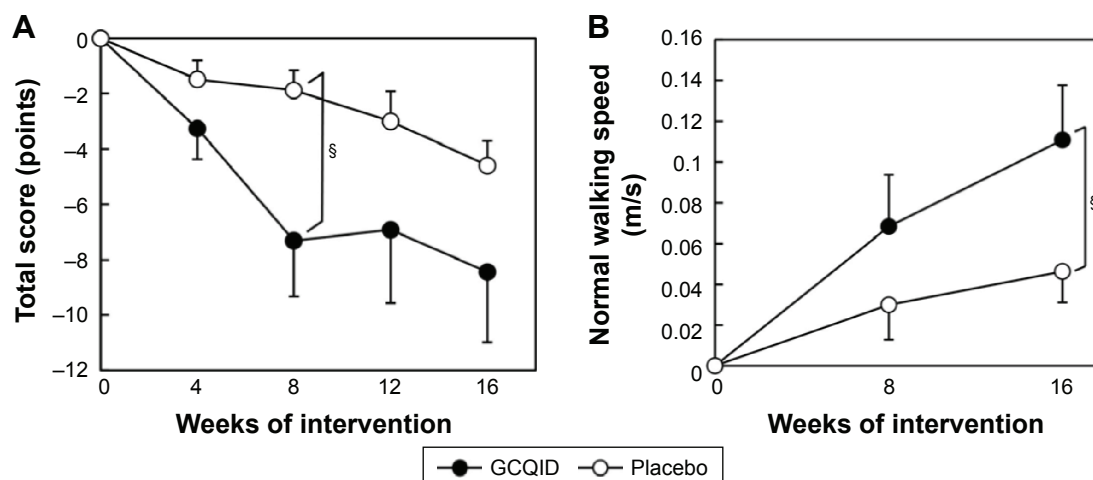 A
Total score (points)
0
–2
–4
–6
–8
–10
–12
§
0
4
8
12
16
Weeks of intervention
B
Normal walking speed
(m/s)
0.16
0.14
0.12
0.1
0.08
0.06
0.04
0.02
0
§
0
8
16
Weeks of intervention
GCQID
Placebo